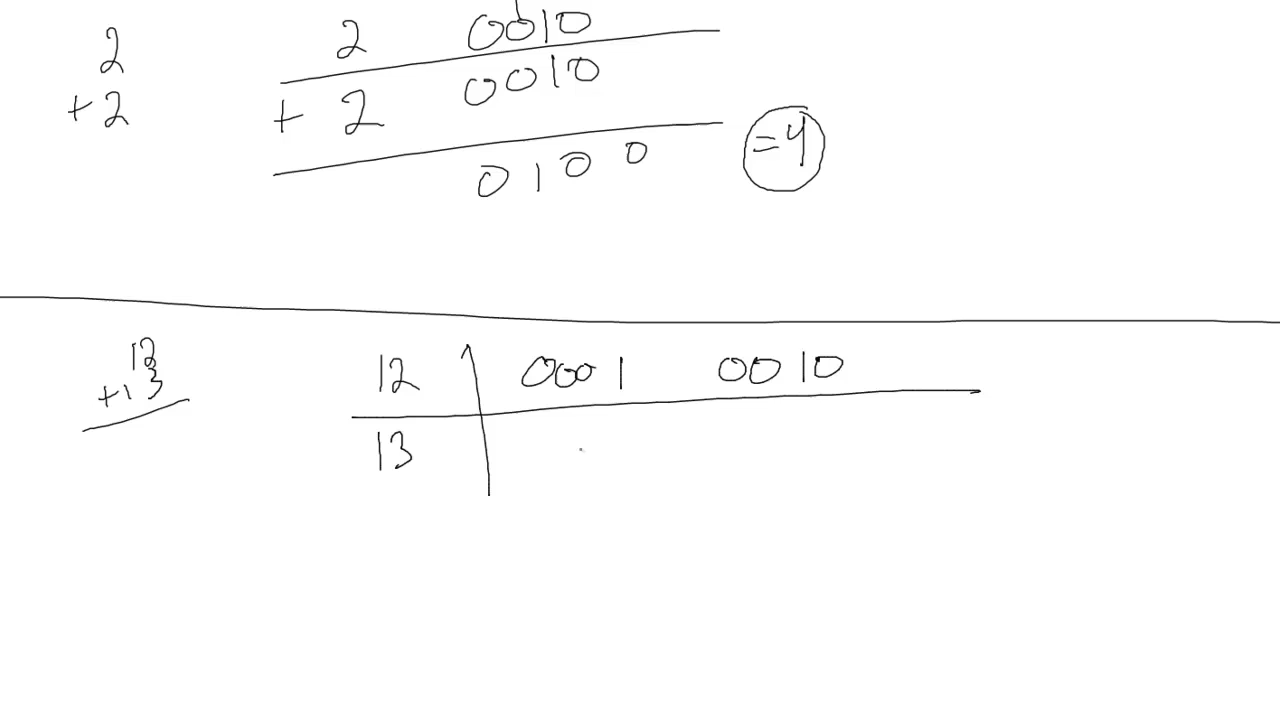 2 2 0010
+2 + 2 0010
0100 =4
12 12 0001 0010
+13 13